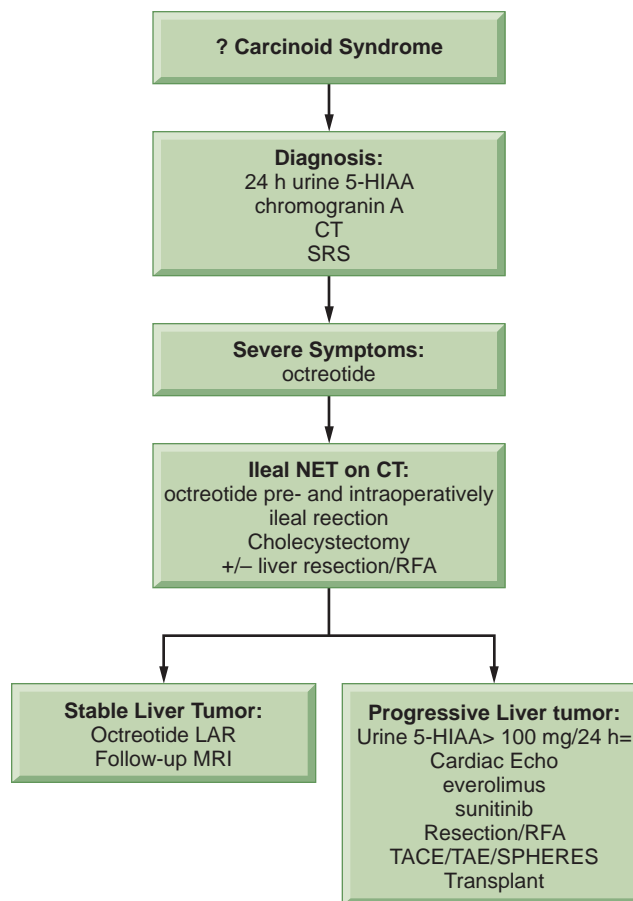 ? Carcinoid Syndrome
Diagnosis:
24 h urine 5-HIAA
chromogranin A
CT
SRS
Severe Symptoms:
octreotide
Ileal NET on CT:
octreotide pre- and intraoperatively
ileal reection
Cholecystectomy
+/– liver resection/RFA
Stable Liver Tumor:
Octreotide LAR
Follow-up MRI
Progressive Liver tumor:
Urine 5-HIAA> 100 mg/24 h=
Cardiac Echo
everolimus
sunitinib
Resection/RFA
TACE/TAE/SPHERES
Transplant